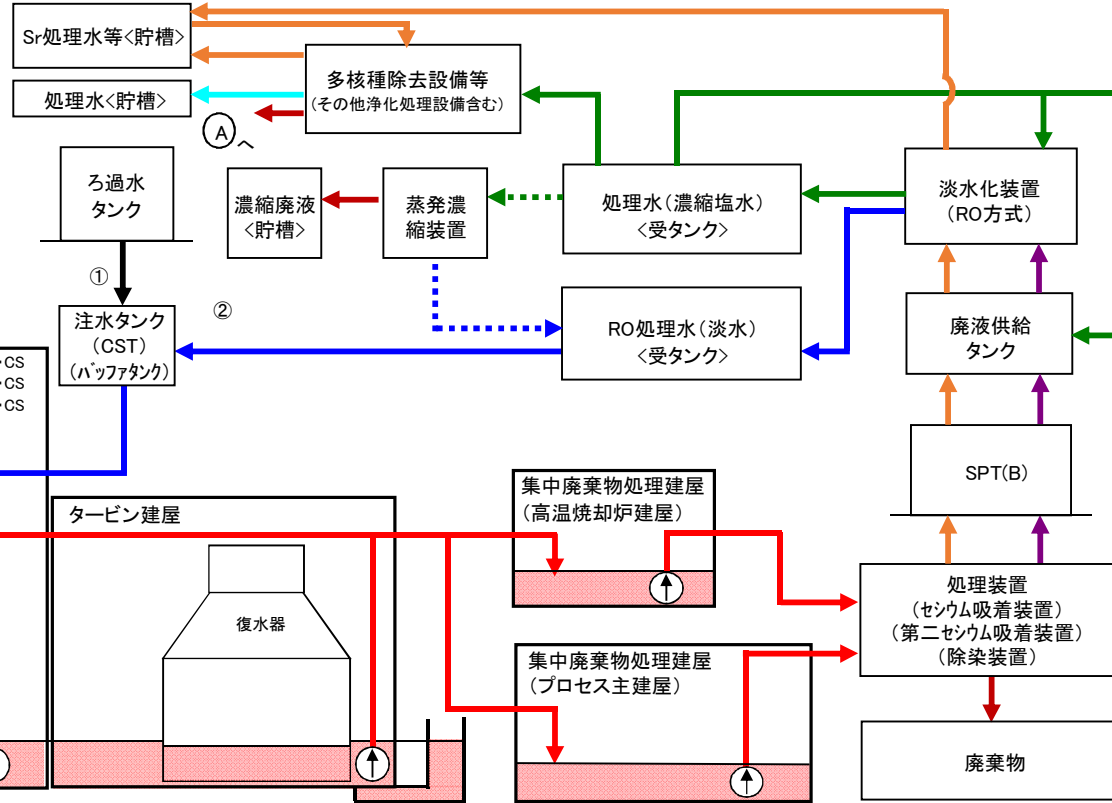 Sr処理水等<貯槽>
多核種除去設備等
(その他浄化処理設備含む)
処理水<貯槽>
A へ
ろ過水
タンク
濃縮廃液
<貯槽>
蒸発濃
縮装置
処理水(濃縮塩水)
<受タンク>
淡水化装置
(RO方式)
①
②
注水タンク
(CST)
(バッファタンク)
RO処理水(淡水)
<受タンク>
廃液供給
タンク
・CS
・CS
・CS
SPT(B)
タービン建屋
復水器
集中廃棄物処理建屋
(高温焼却炉建屋)
処理装置
(セシウム吸着装置)
(第二セシウム吸着装置)
(除染装置)
集中廃棄物処理建屋
(プロセス主建屋)
廃棄物